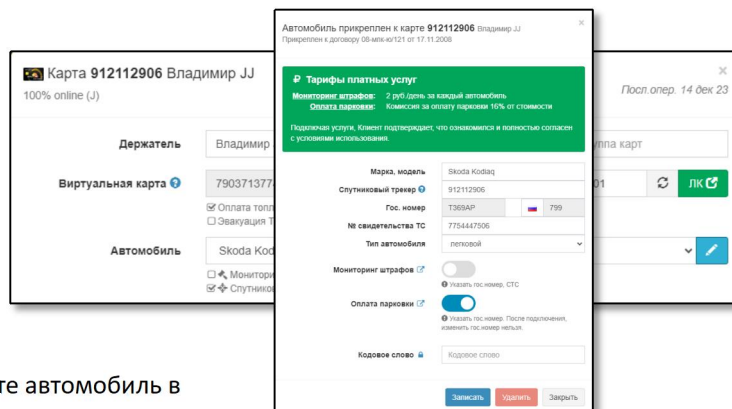 Карта 912112906 Владимир JJ
100% online (J)
Посл.опер. 14 дек 23
Держатель
Владимир
уппа карт
Виртуальная карта
7903713774
01
ЛК
Оплата топл
Эвакуация Т
Автомобиль
Skoda Kod
Мониторин
Спутников
Автомобиль прикреплен к карте 912112906 Владимир JJ
Прикреплен к договору 08-мпк-ю/121 от 17.11.2008
₽ Тарифы платных услуг
Мониторинг штрафов: 2 руб./день за каждый автомобиль
Оплата парковки: Комиссия за оплату парковки 16% от стоимости
Подключая услуги, Клиент подтверждает, что ознакомился и полностью согласен
с условиями использования.
Марка, модель Skoda Kodiaq
Спутниковый трекер 912112906
Гос. номер Т369АР 799
№ свидетельства ТС 7754447506
Тип автомобиля легковой
Мониторинг штрафов
Указать гос.номер, СТС
Оплата парковки
Указать гос.номер. После подключения,
изменить гос.номер нельзя.
Кодовое слово Кодовое слово
Записать Удалить Закрыть
те автомобиль в